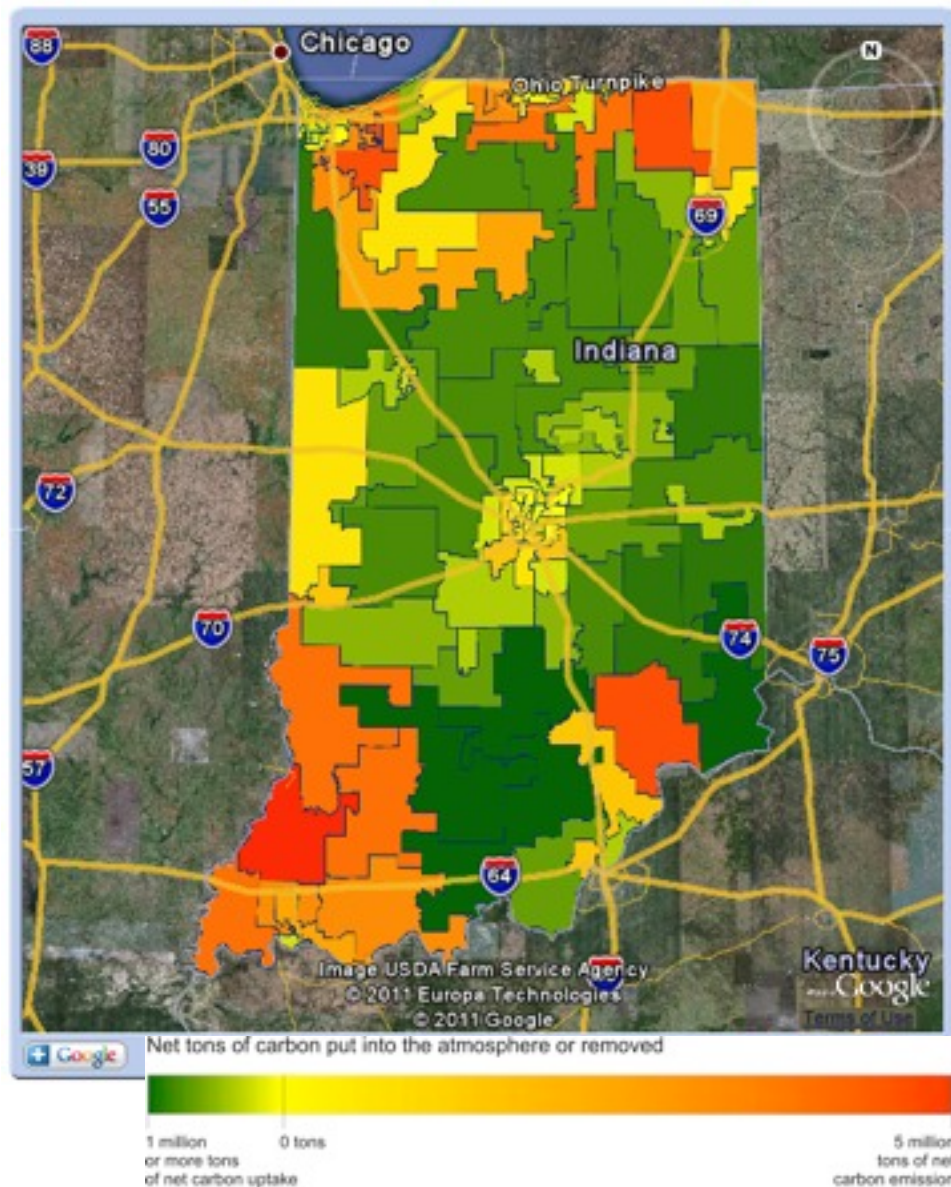 88
Chicago
N
Ohio Turnpike
80
39
55
69
Indiana
72
70
74
75
57
64
Kentucky
Image USDA Farm Service Agency
© 2011 Europa Technologies
© 2011 Google
Google
Terms of Use
Google
Net tons of carbon put into the atmosphere or removed
1 million
or more tons
of net carbon uptake
0 tons
5 million
tons of net
carbon emission